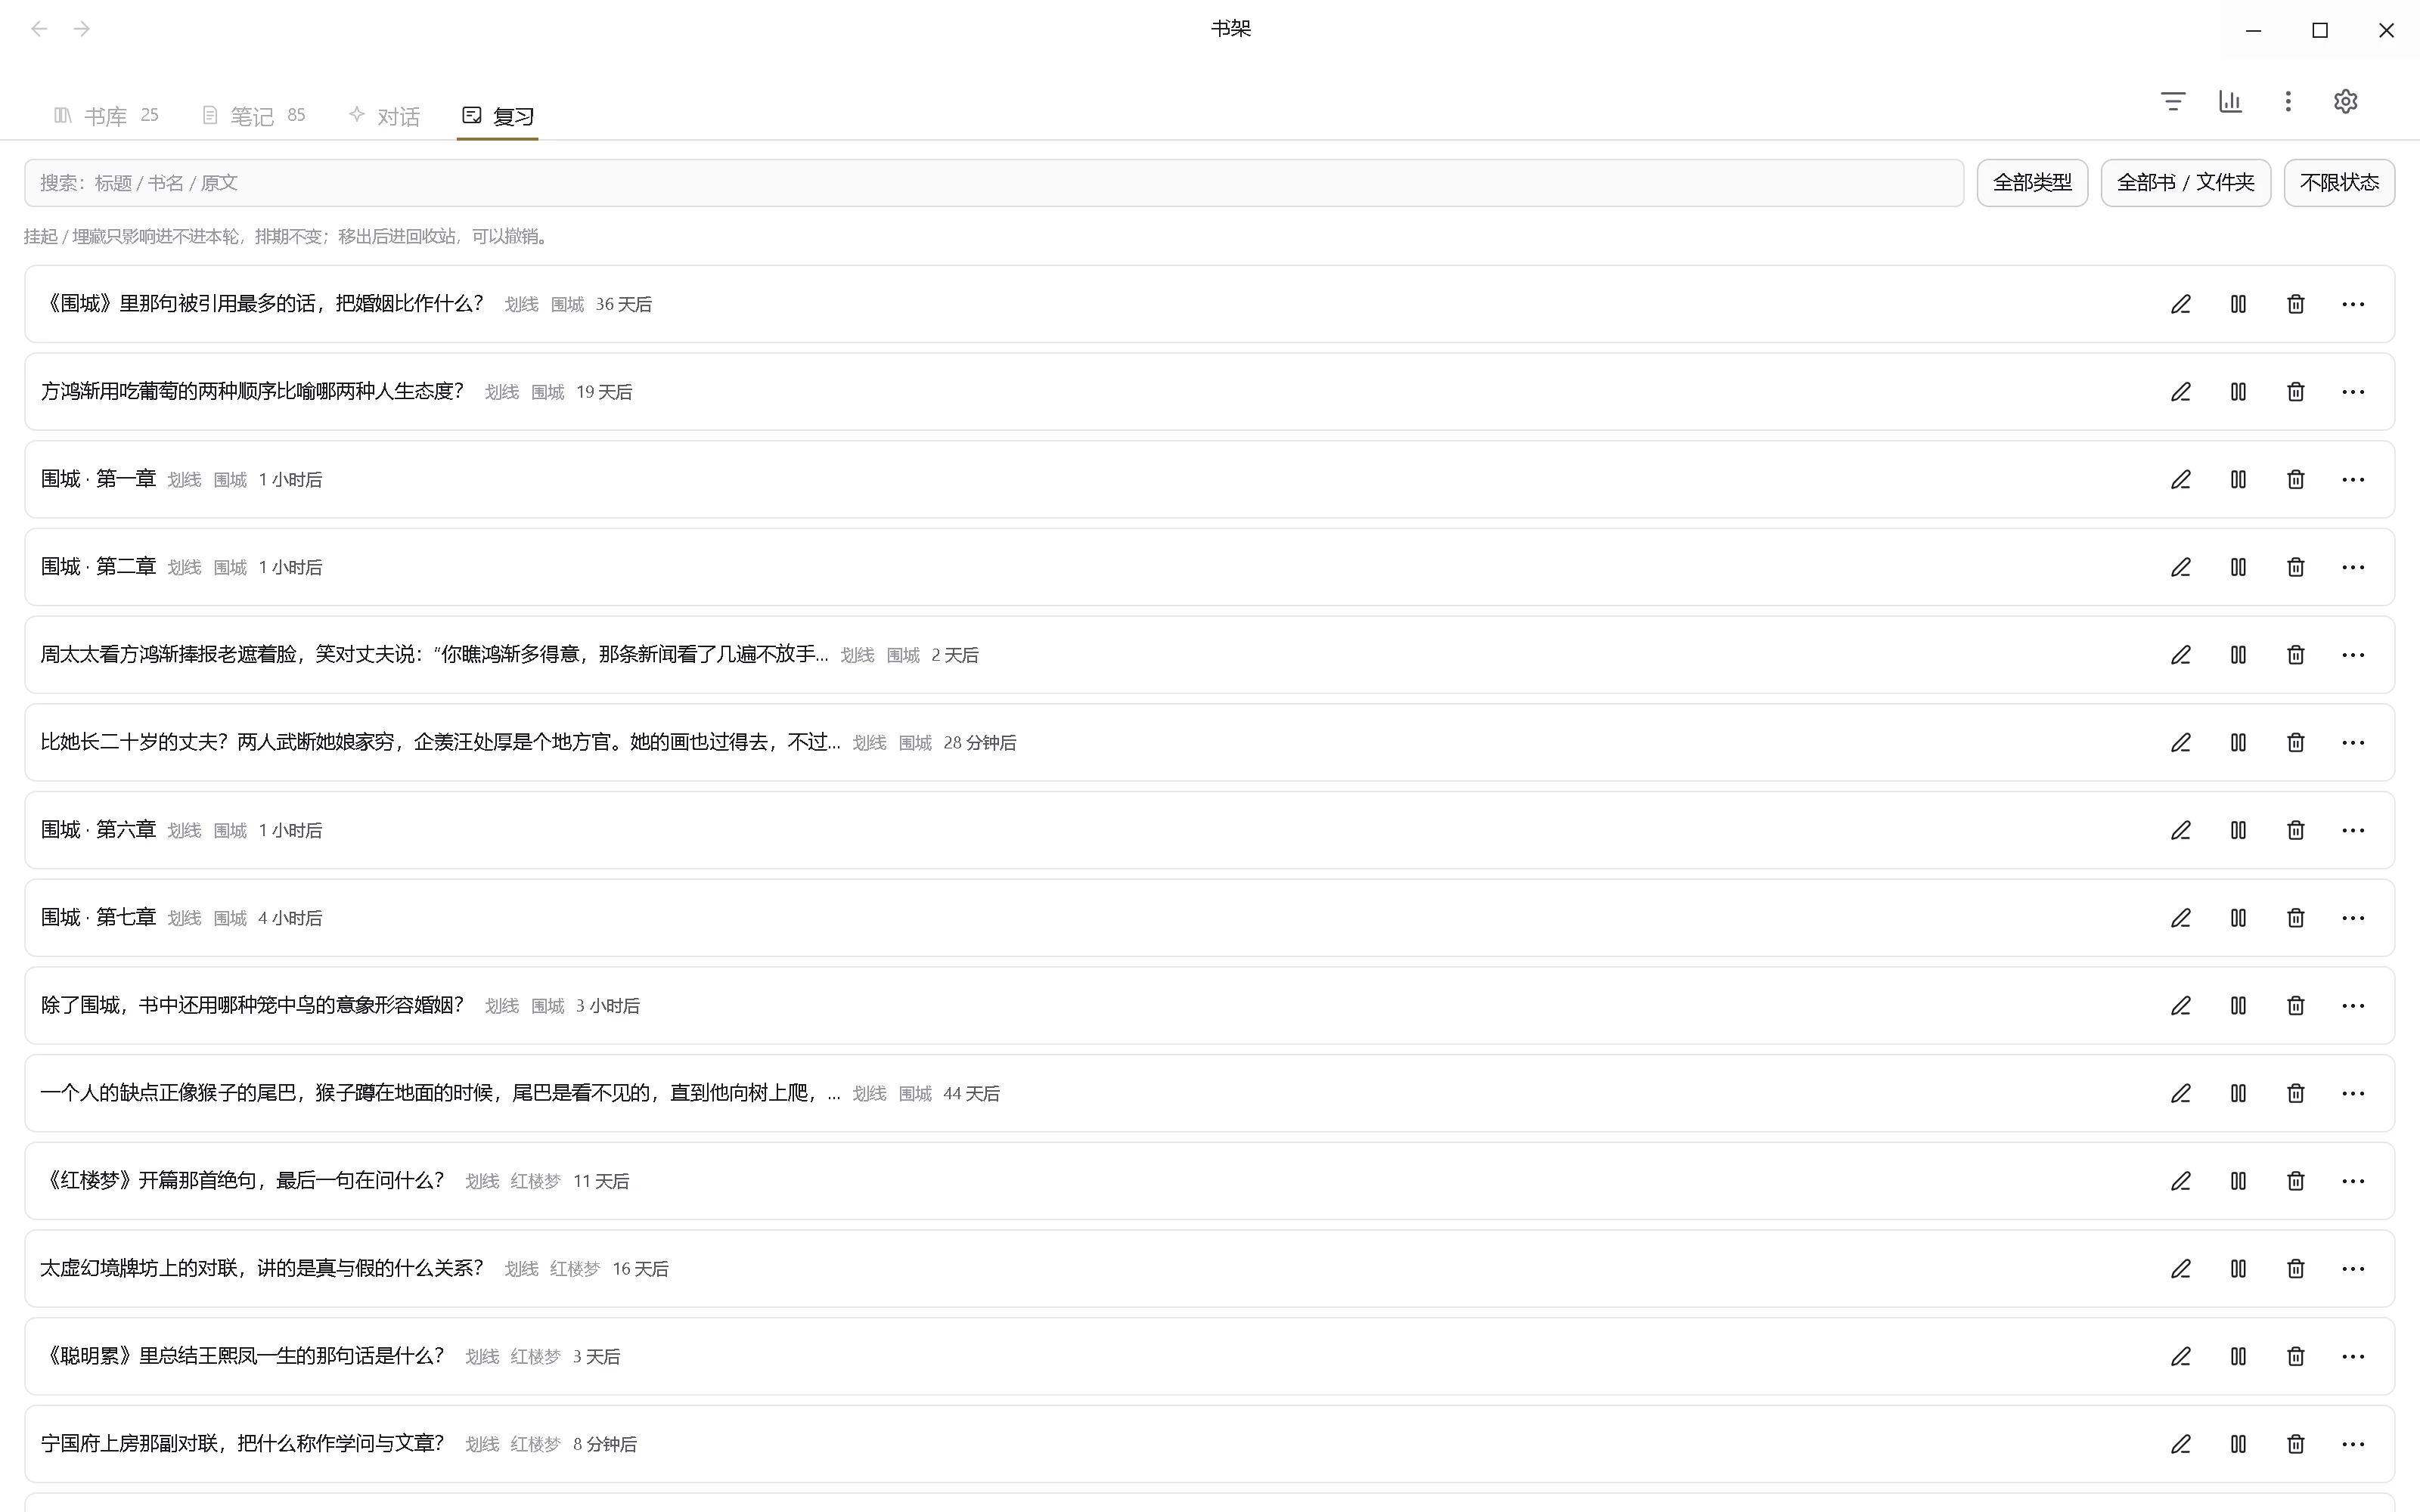 书架
书库 25 笔记 85 对话 复习
搜索：标题 / 书名 / 原文 全部类型 全部书 / 文件夹 不限状态
挂起 / 埋藏只影响进不进本轮，排期不变；移出后进回收站，可以撤销。
《围城》里那句被引用最多的话，把婚姻比作什么？ 划线 围城 36 天后
方鸿渐用吃葡萄的两种顺序比喻哪两种人生态度？ 划线 围城 19 天后
围城 · 第一章 划线 围城 1 小时后
围城 · 第二章 划线 围城 1 小时后
周太太看方鸿渐捧报老遮着脸，笑对丈夫说：“你瞧鸿渐多得意，那条新闻看了几遍不放手... 划线 围城 2 天后
比她长二十岁的丈夫？两人武断她娘家穷，企羡汪处厚是个地方官。她的画也过得去，不过... 划线 围城 28 分钟后
围城 · 第六章 划线 围城 1 小时后
围城 · 第七章 划线 围城 4 小时后
除了围城，书中还用哪种笼中鸟的意象形容婚姻？ 划线 围城 3 小时后
一个人的缺点正像猴子的尾巴，猴子蹲在地面的时候，尾巴是看不见的，直到他向树上爬，... 划线 围城 44 天后
《红楼梦》开篇那首绝句，最后一句在问什么？ 划线 红楼梦 11 天后
太虚幻境牌坊上的对联，讲的是真与假的什么关系？ 划线 红楼梦 16 天后
《聪明累》里总结王熙凤一生的那句话是什么？ 划线 红楼梦 3 天后
宁国府上房那副对联，把什么称作学问与文章？ 划线 红楼梦 8 分钟后